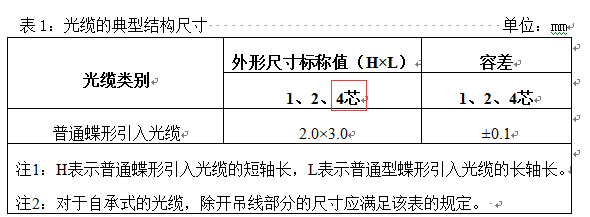 表1：光缆的典型结构尺寸 单位：mm
光缆类别 外形尺寸标称值（H×L） 容差
1、2、4芯 1、2、4芯
普通蝶形引入光缆 2.0×3.0 ±0.1
注1：H表示普通蝶形引入光缆的短轴长，L表示普通型蝶形引入光缆的长轴长。
注2：对于自承式的光缆，除开吊线部分的尺寸应满足该表的规定。